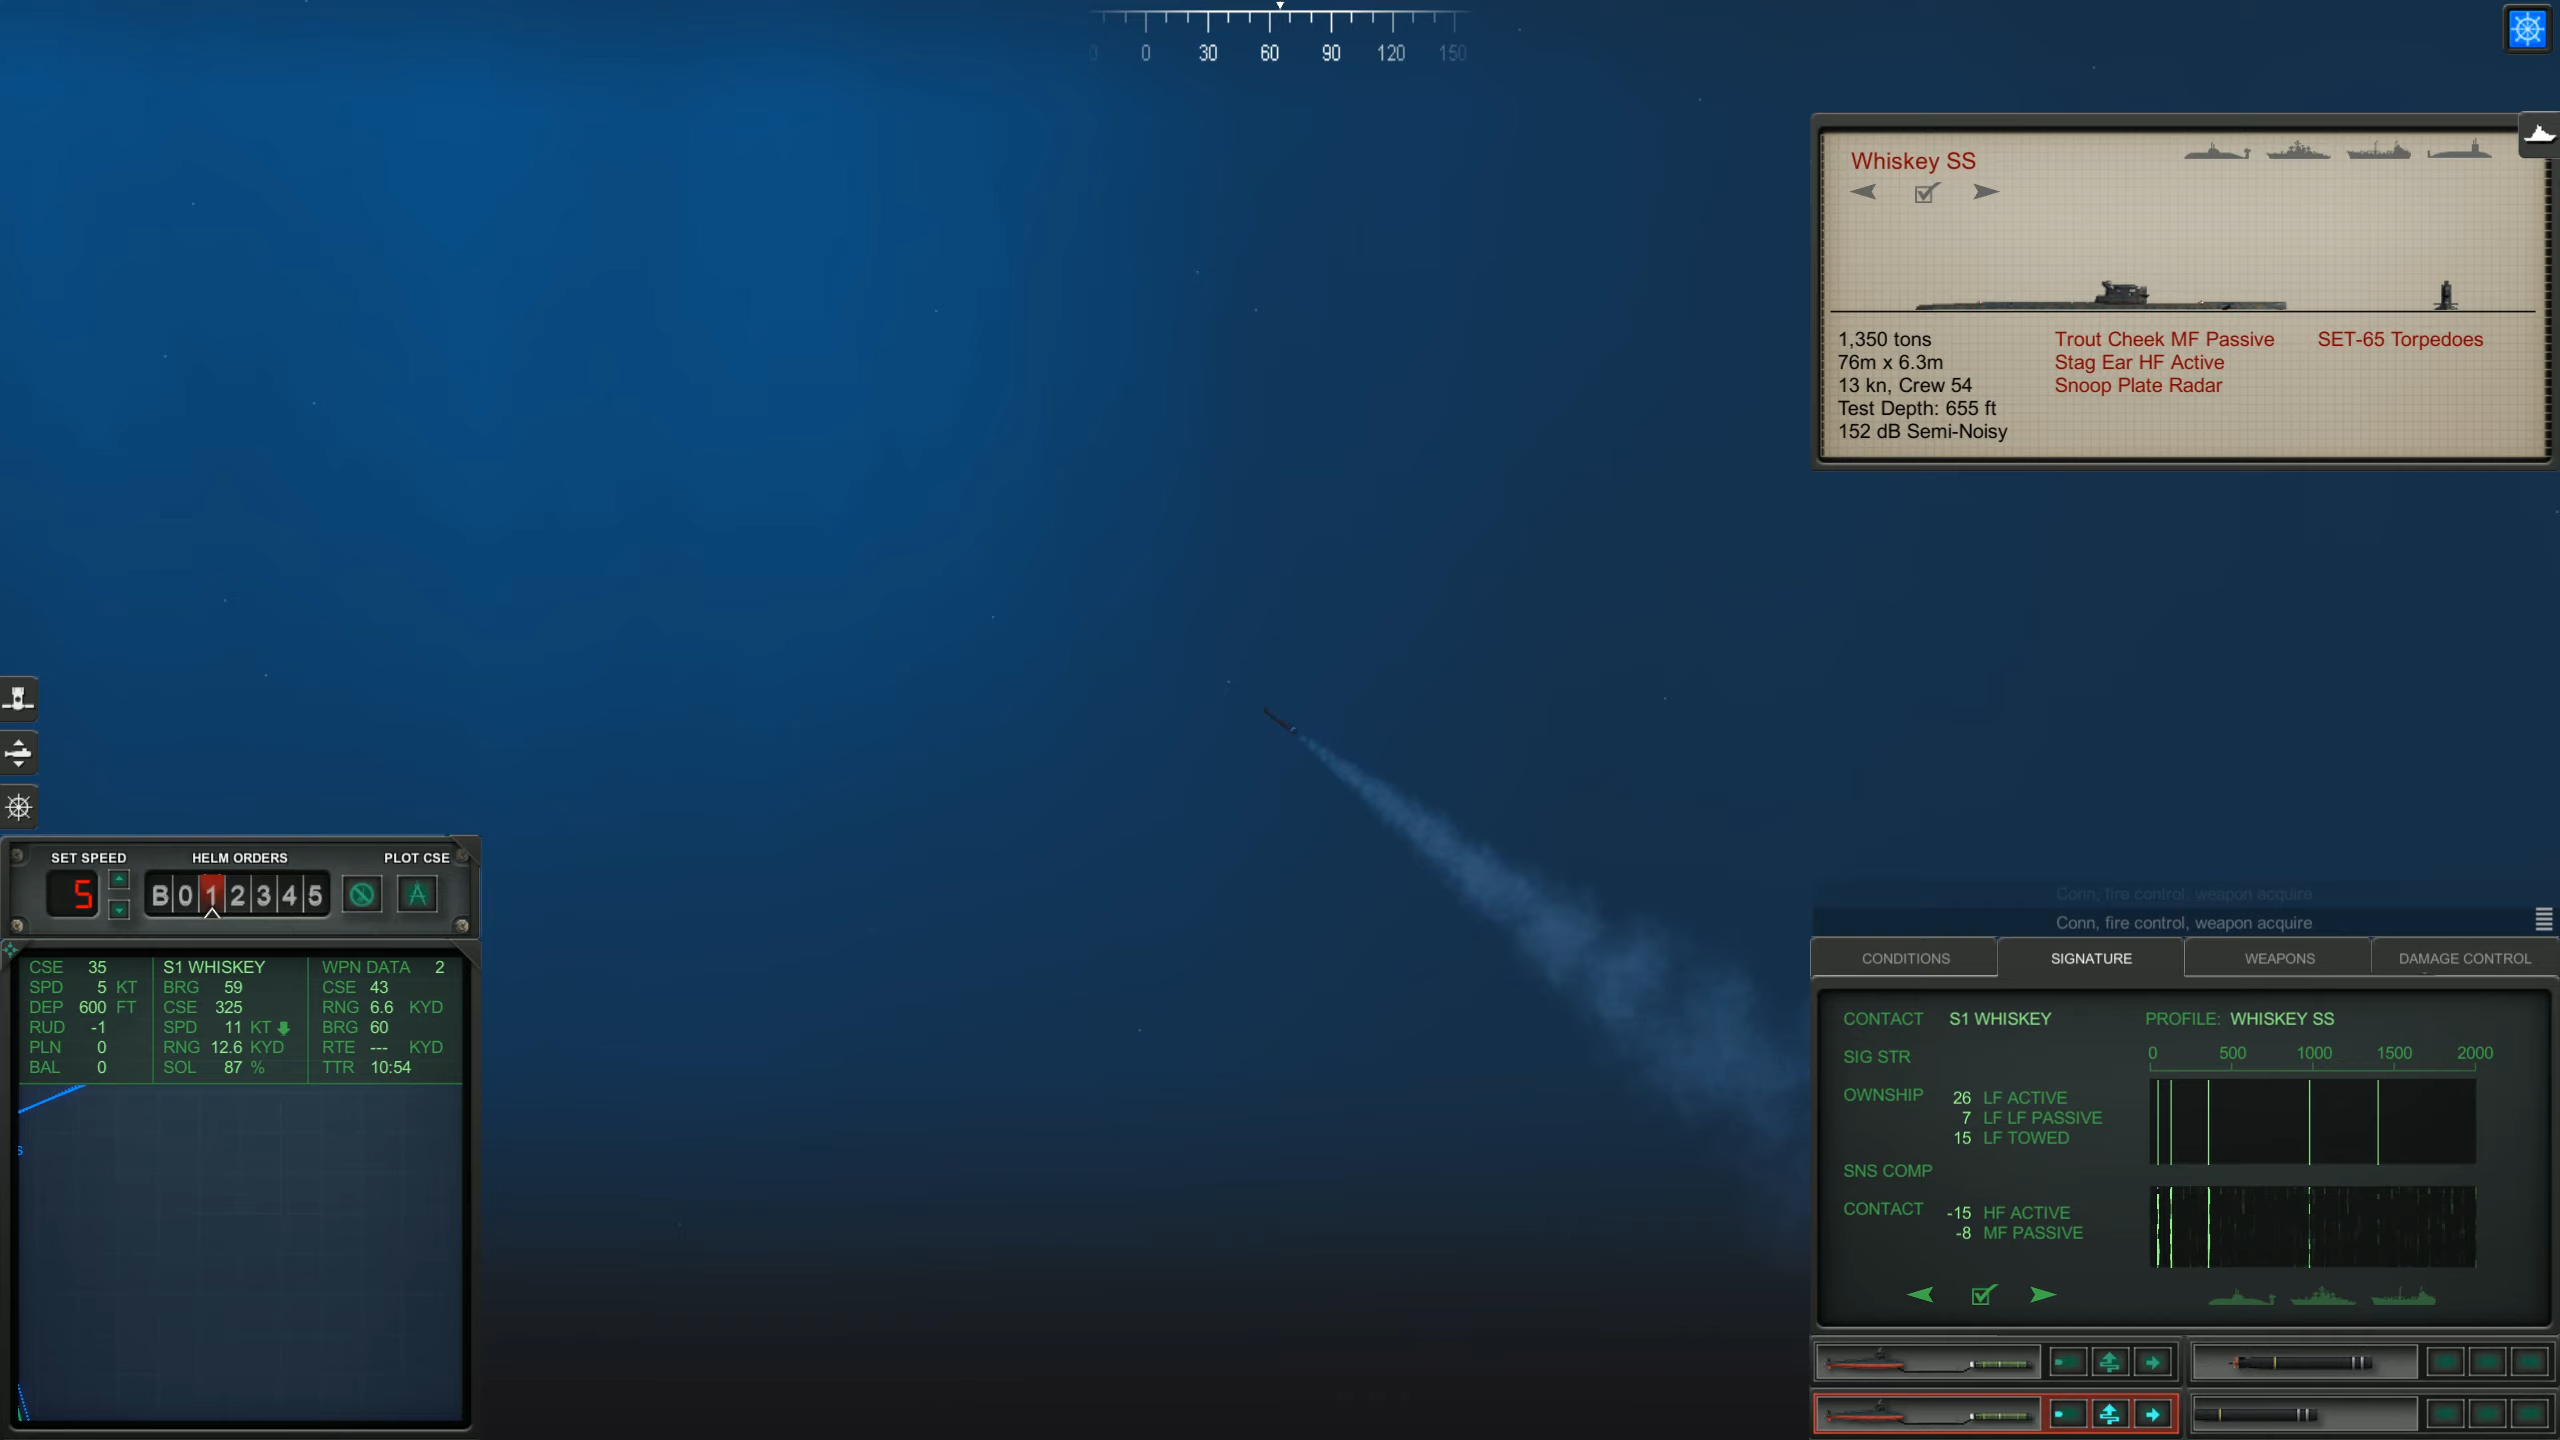 0 30 60 90 120 150
Whiskey SS
1,350 tons
76m x 6.3m
13 kn, Crew 54
Test Depth: 655 ft
152 dB Semi-Noisy
Trout Cheek MF Passive
Stag Ear HF Active
Snoop Plate Radar
SET-65 Torpedoes
SET SPEED HELM ORDERS PLOT CSE
5 B 0 1 2 3 4 5
CSE 35
SPD 5 KT
DEP 600 FT
RUD -1
PLN 0
BAL 0
S1 WHISKEY
BRG 59
CSE 325
SPD 11 KT
RNG 12.6 KYD
SOL 87 %
WPN DATA 2
CSE 43
RNG 6.6 KYD
BRG 60
RTE --- KYD
TTR 10:54
Conn, fire control, weapon acquire
Conn, fire control, weapon acquire
CONDITIONS SIGNATURE WEAPONS DAMAGE CONTROL
CONTACT S1 WHISKEY
SIG STR
OWNSHIP
26 LF ACTIVE
7 LF LF PASSIVE
15 LF TOWED
SNS COMP
CONTACT
-15 HF ACTIVE
-8 MF PASSIVE
PROFILE: WHISKEY SS
0 500 1000 1500 2000